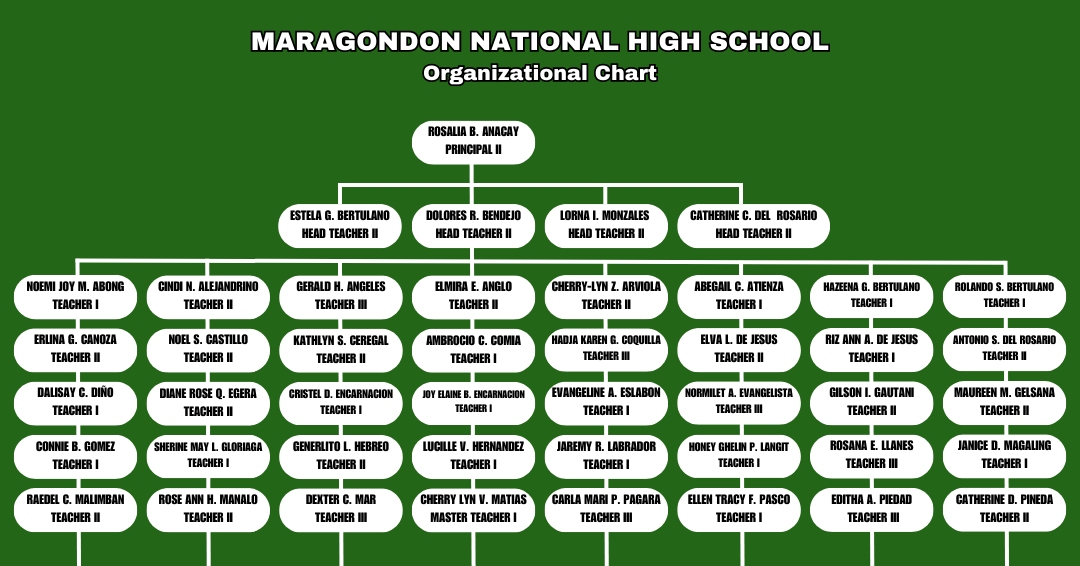 MARAGONDON NATIONAL HIGH SCHOOL
Organizational Chart
ROSALIA B. ANACAY
PRINCIPAL II
ESTELA G. BERTULANO
HEAD TEACHER II
DOLORES R. BENDEJO
HEAD TEACHER II
LORNA I. MONZALES
HEAD TEACHER II
CATHERINE C. DEL ROSARIO
HEAD TEACHER II
NOEMI JOY M. ABONG
TEACHER I
CINDI N. ALEJANDRINO
TEACHER II
GERALD H. ANGELES
TEACHER III
ELMIRA E. ANGLO
TEACHER II
CHERRY-LYN Z. ARVIOLA
TEACHER II
ABEGAIL C. ATIENZA
TEACHER I
HAZEENA G. BERTULANO
TEACHER I
ROLANDO S. BERTULANO
TEACHER I
ERLINA G. CANOZA
TEACHER II
NOEL S. CASTILLO
TEACHER II
KATHLYN S. CEREGAL
TEACHER II
AMBROCIO C. COMIA
TEACHER I
HADJA KAREN G. COQUILLA
TEACHER III
ELVA L. DE JESUS
TEACHER II
RIZ ANN A. DE JESUS
TEACHER I
ANTONIO S. DEL ROSARIO
TEACHER II
DALISAY C. DIÑO
TEACHER I
DIANE ROSE Q. EGERA
TEACHER II
CRISTEL D. ENCARNACION
TEACHER I
JOY ELAINE B. ENCARNACION
TEACHER I
EVANGELINE A. ESLABON
TEACHER I
NORMILET A. EVANGELISTA
TEACHER III
GILSON I. GAUTANI
TEACHER II
MAUREEN M. GELSANA
TEACHER II
CONNIE B. GOMEZ
TEACHER I
SHERINE MAY L. GLORIAGA
TEACHER I
GENERLITO L. HEBREO
TEACHER II
LUCILLE V. HERNANDEZ
TEACHER I
JAREMY R. LABRADOR
TEACHER I
HONEY GHELIN P. LANGIT
TEACHER I
ROSANA E. LLANES
TEACHER III
JANICE D. MAGALING
TEACHER I
RAEDEL C. MALIMBAN
TEACHER II
ROSE ANN H. MANALO
TEACHER II
DEXTER C. MAR
TEACHER III
CHERRY LYN V. MATIAS
MASTER TEACHER I
CARLA MARI P. PAGARA
TEACHER III
ELLEN TRACY F. PASCO
TEACHER I
EDITHA A. PIEDAD
TEACHER III
CATHERINE D. PINEDA
TEACHER II